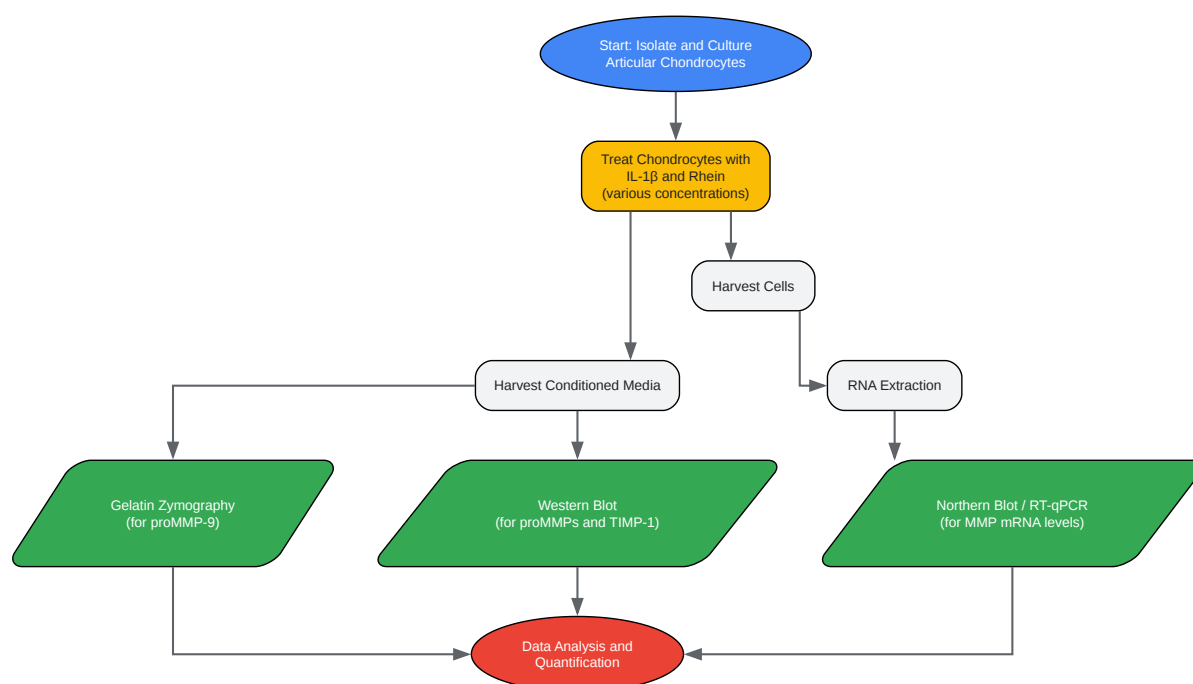 Start: Isolate and Culture
Articular Chondrocytes
Treat Chondrocytes with
IL-1β and Rhein
(various concentrations)
Harvest Cells
Harvest Conditioned Media
RNA Extraction
Gelatin Zymography
(for proMMP-9)
Western Blot
(for proMMPs and TIMP-1)
Northern Blot / RT-qPCR
(for MMP mRNA levels)
Data Analysis and
Quantification